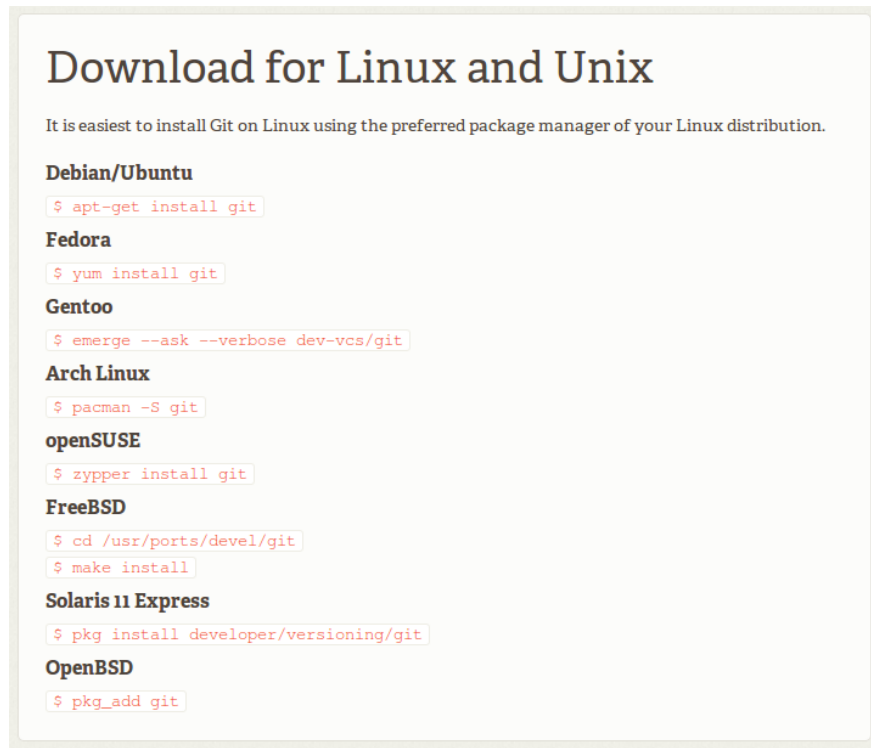 Download for Linux and Unix
It is easiest to install Git on Linux using the preferred package manager of your Linux distribution.
Debian/Ubuntu
$ apt-get install git
Fedora
$ yum install git
Gentoo
$ emerge --ask --verbose dev-vcs/git
Arch Linux
$ pacman -S git
openSUSE
$ zypper install git
FreeBSD
$ cd /usr/ports/devel/git
$ make install
Solaris 11 Express
$ pkg install developer/versioning/git
OpenBSD
$ pkg_add git